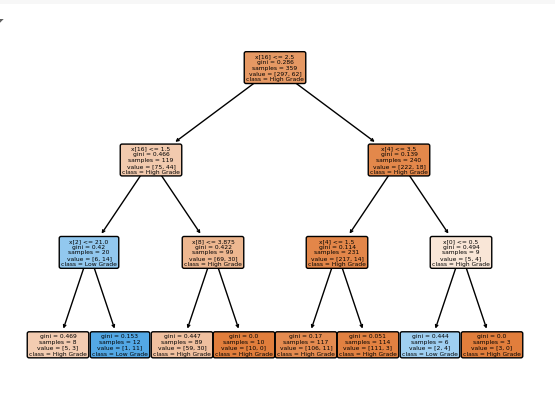 x[16] <= 2.5
gini = 0.286
samples = 359
value = [297, 62]
class = High Grade
x[16] <= 1.5
gini = 0.466
samples = 119
value = [75, 44]
class = High Grade
x[4] <= 3.5
gini = 0.139
samples = 240
value = [222, 18]
class = High Grade
x[2] <= 21.0
gini = 0.42
samples = 20
value = [6, 14]
class = Low Grade
x[8] <= 3.875
gini = 0.422
samples = 99
value = [69, 30]
class = High Grade
x[4] <= 1.5
gini = 0.114
samples = 231
value = [217, 14]
class = High Grade
x[0] <= 0.5
gini = 0.494
samples = 9
value = [5, 4]
class = High Grade
gini = 0.469
samples = 8
value = [5, 3]
class = High Grade
gini = 0.153
samples = 12
value = [1, 11]
class = Low Grade
gini = 0.447
samples = 89
value = [59, 30]
class = High Grade
gini = 0.0
samples = 10
value = [10, 0]
class = High Grade
gini = 0.17
samples = 117
value = [106, 11]
class = High Grade
gini = 0.051
samples = 114
value = [111, 3]
class = High Grade
gini = 0.444
samples = 6
value = [2, 4]
class = Low Grade
gini = 0.0
samples = 3
value = [3, 0]
class = High Grade